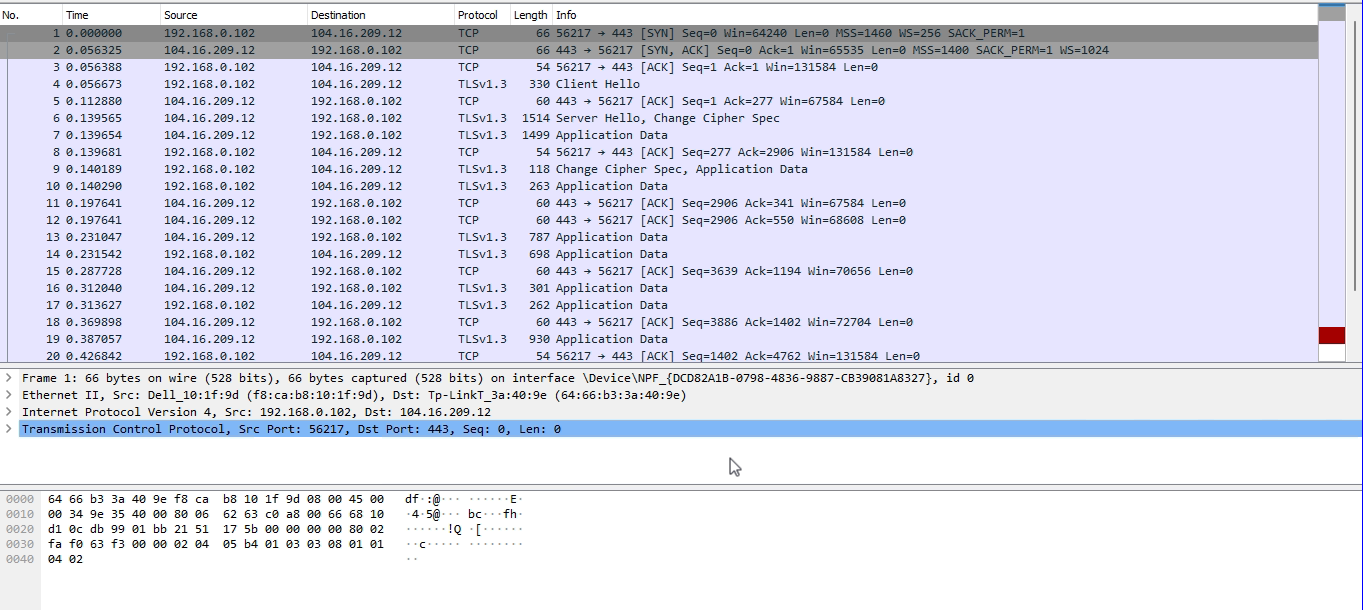 No. Time Source Destination Protocol Length Info
1 0.000000 192.168.0.102 104.16.209.12 TCP 66 56217 → 443 [SYN] Seq=0 Win=64240 Len=0 MSS=1460 WS=256 SACK_PERM=1
2 0.056325 104.16.209.12 192.168.0.102 TCP 66 443 → 56217 [SYN, ACK] Seq=0 Ack=1 Win=65535 Len=0 MSS=1400 SACK_PERM=1 WS=1024
3 0.056388 192.168.0.102 104.16.209.12 TCP 54 56217 → 443 [ACK] Seq=1 Ack=1 Win=131584 Len=0
4 0.056673 192.168.0.102 104.16.209.12 TLSv1.3 330 Client Hello
5 0.112880 104.16.209.12 192.168.0.102 TCP 60 443 → 56217 [ACK] Seq=1 Ack=277 Win=67584 Len=0
6 0.139565 104.16.209.12 192.168.0.102 TLSv1.3 1514 Server Hello, Change Cipher Spec
7 0.139654 104.16.209.12 192.168.0.102 TLSv1.3 1499 Application Data
8 0.139681 192.168.0.102 104.16.209.12 TCP 54 56217 → 443 [ACK] Seq=277 Ack=2906 Win=131584 Len=0
9 0.140189 192.168.0.102 104.16.209.12 TLSv1.3 118 Change Cipher Spec, Application Data
10 0.140290 192.168.0.102 104.16.209.12 TLSv1.3 263 Application Data
11 0.197641 104.16.209.12 192.168.0.102 TCP 60 443 → 56217 [ACK] Seq=2906 Ack=341 Win=67584 Len=0
12 0.197641 104.16.209.12 192.168.0.102 TCP 60 443 → 56217 [ACK] Seq=2906 Ack=550 Win=68608 Len=0
13 0.231047 104.16.209.12 192.168.0.102 TLSv1.3 787 Application Data
14 0.231542 192.168.0.102 104.16.209.12 TLSv1.3 698 Application Data
15 0.287728 104.16.209.12 192.168.0.102 TCP 60 443 → 56217 [ACK] Seq=3639 Ack=1194 Win=70656 Len=0
16 0.312040 104.16.209.12 192.168.0.102 TLSv1.3 301 Application Data
17 0.313627 192.168.0.102 104.16.209.12 TLSv1.3 262 Application Data
18 0.369898 104.16.209.12 192.168.0.102 TCP 60 443 → 56217 [ACK] Seq=3886 Ack=1402 Win=72704 Len=0
19 0.387057 104.16.209.12 192.168.0.102 TLSv1.3 930 Application Data
20 0.426842 192.168.0.102 104.16.209.12 TCP 54 56217 → 443 [ACK] Seq=1402 Ack=4762 Win=131584 Len=0
Frame 1: 66 bytes on wire (528 bits), 66 bytes captured (528 bits) on interface \Device\NPF_{DCD82A1B-0798-4836-9887-CB39081A8327}, id 0
Ethernet II, Src: Dell_10:1f:9d (f8:ca:b8:10:1f:9d), Dst: Tp-LinkT_3a:40:9e (64:66:b3:3a:40:9e)
Internet Protocol Version 4, Src: 192.168.0.102, Dst: 104.16.209.12
Transmission Control Protocol, Src Port: 56217, Dst Port: 443, Seq: 0, Len: 0
0000 64 66 b3 3a 40 9e f8 ca b8 10 1f 9d 08 00 45 00 df·:@··· ······E·
0010 00 34 9e 35 40 00 80 06 62 63 c0 a8 00 66 68 10 ·4·5@··· bc···fh·
0020 d1 0c db 99 01 bb 21 51 17 5b 00 00 00 00 80 02 ······!Q ·[······
0030 fa f0 63 f3 00 00 02 04 05 b4 01 03 03 08 01 01 ··c····· ········
0040 04 02 ··